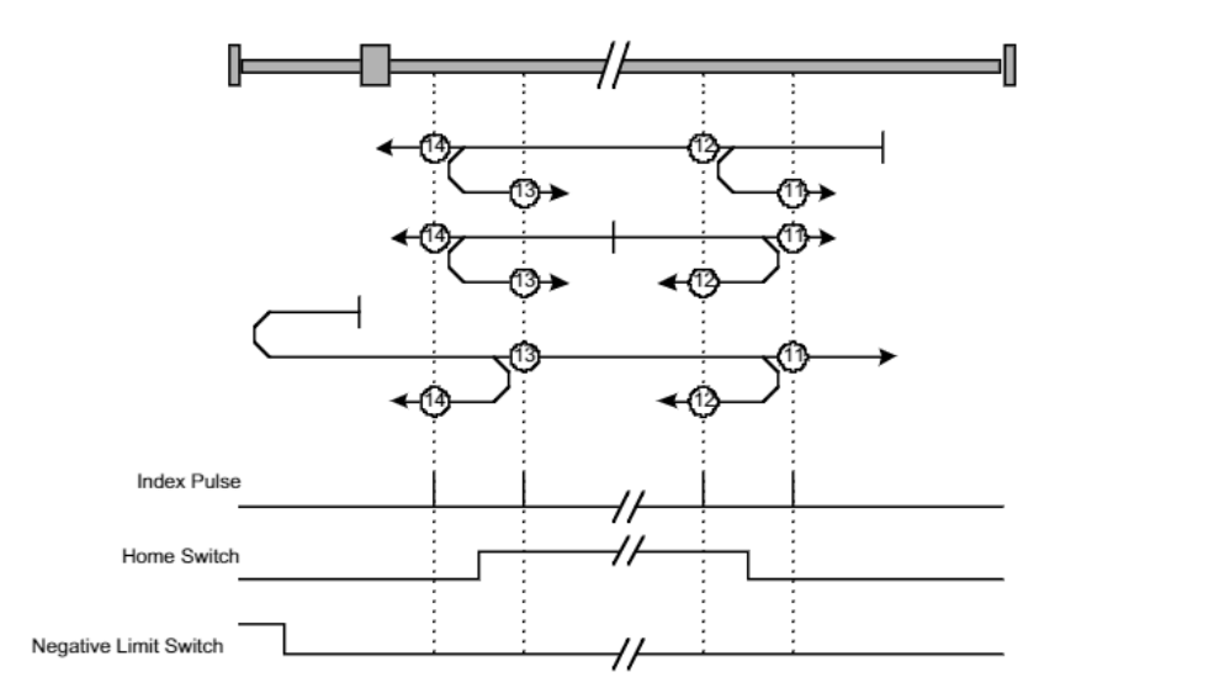 14 12
13 11
14 11
13 12
13 11
14 12
Index Pulse
Home Switch
Negative Limit Switch